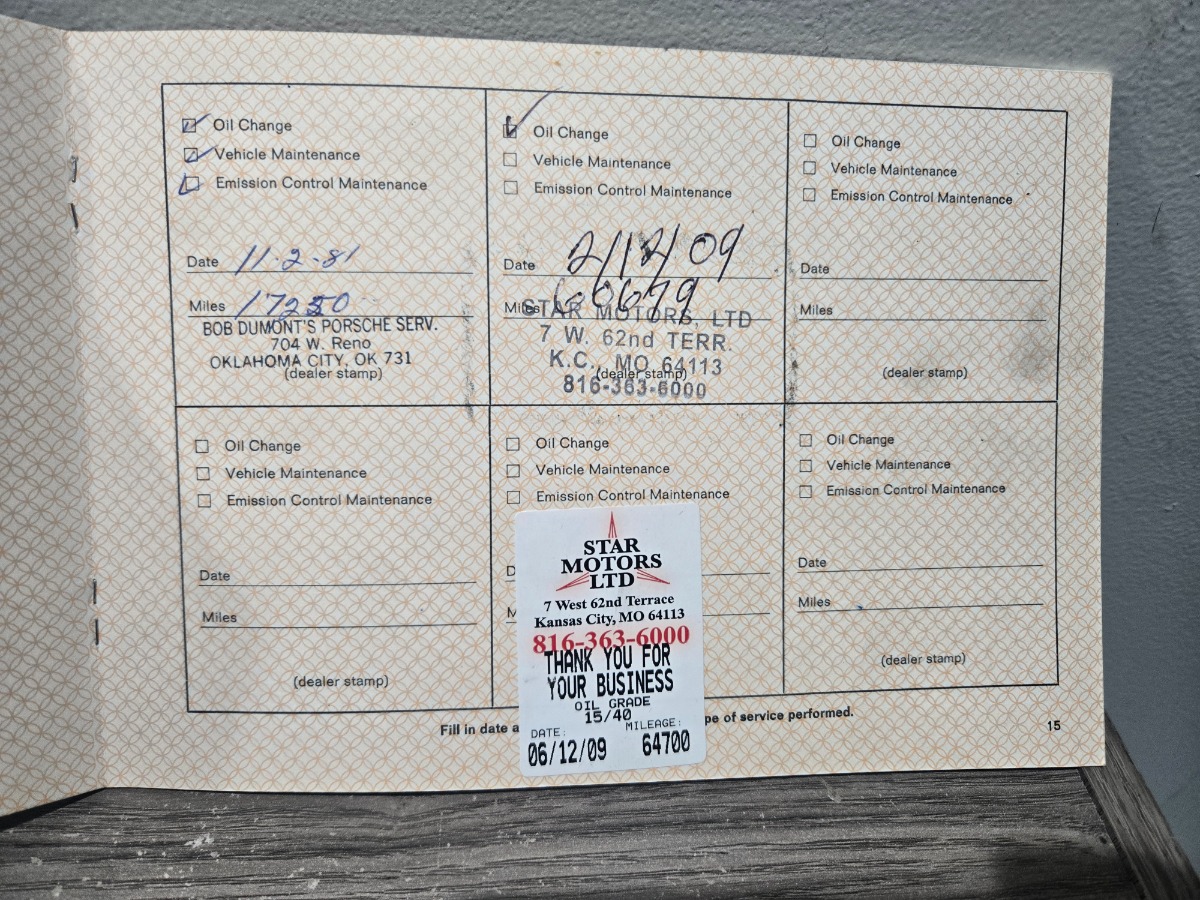 Oil Change
Vehicle Maintenance
Emission Control Maintenance
Date 11-2-81
Miles 17250
BOB DUMONT'S PORSCHE SERV.
704 W. Reno
OKLAHOMA CITY, OK 731
(dealer stamp)
Oil Change
Vehicle Maintenance
Emission Control Maintenance
Date 2/12/09
Miles 60679
STAR MOTORS, LTD
7 W. 62nd TERR.
K.C., MO 64113
(dealer stamp)
816-363-6000
Oil Change
Vehicle Maintenance
Emission Control Maintenance
Date
Miles
(dealer stamp)
Oil Change
Vehicle Maintenance
Emission Control Maintenance
Date
Miles
(dealer stamp)
Oil Change
Vehicle Maintenance
Emission Control Maintenance
D
M
STAR
MOTORS
LTD
7 West 62nd Terrace
Kansas City, MO 64113
816-363-6000
THANK YOU FOR
YOUR BUSINESS
OIL GRADE
15/40
DATE: MILEAGE:
06/12/09 64700
Oil Change
Vehicle Maintenance
Emission Control Maintenance
Date
Miles
(dealer stamp)
Fill in date a pe of service performed.
15